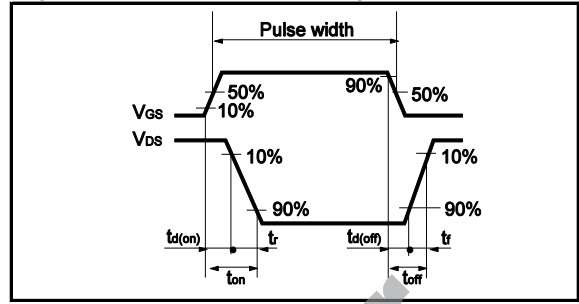 Pulse width
90%
50%
50%
10%
VGS
VDS
10%
10%
90%
90%
td(on)
tr
td(off)
tf
ton
toff